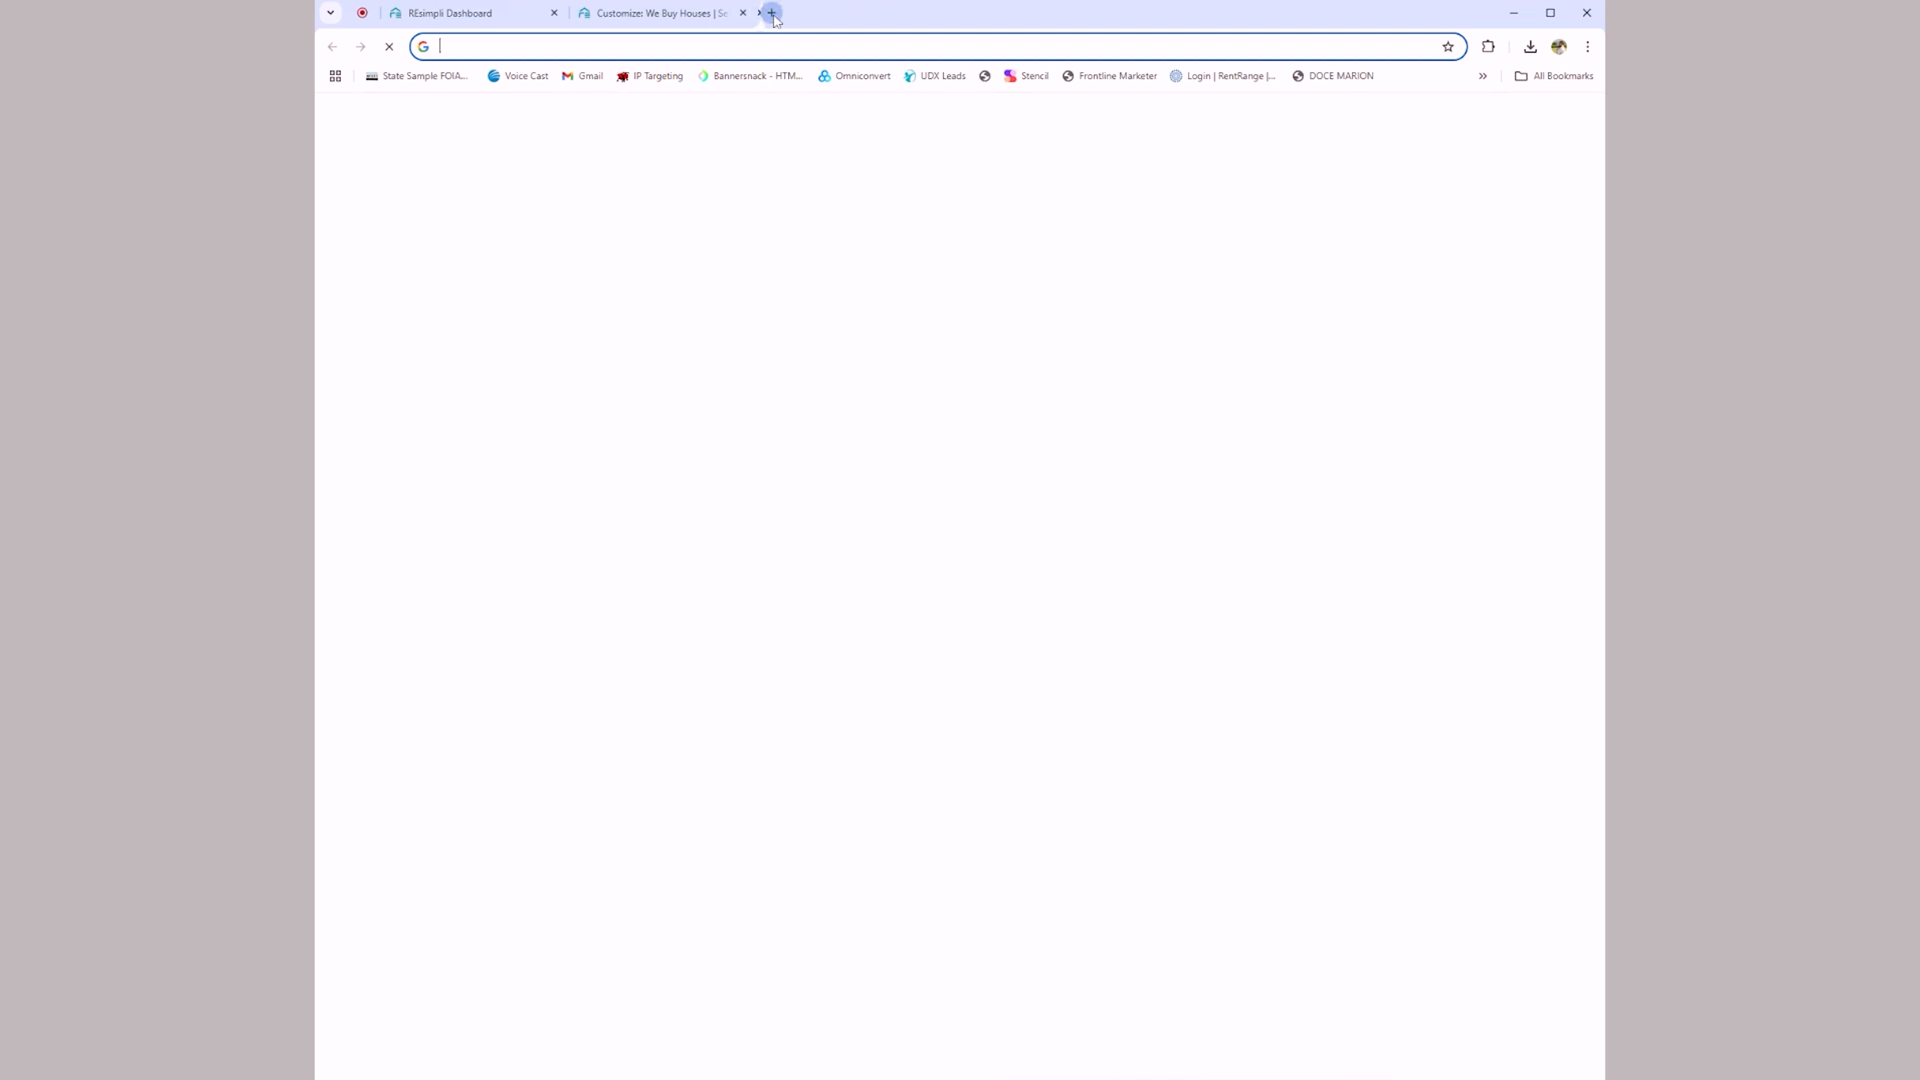 REsimpli Dashboard
Customize: We Buy Houses | Se
State Sample FOIA...
Voice Cast
Gmail
IP Targeting
Bannersnack - HTM...
Omniconvert
UDX Leads
Stencil
Frontline Marketer
Login | RentRange |...
DOCE MARION
All Bookmarks